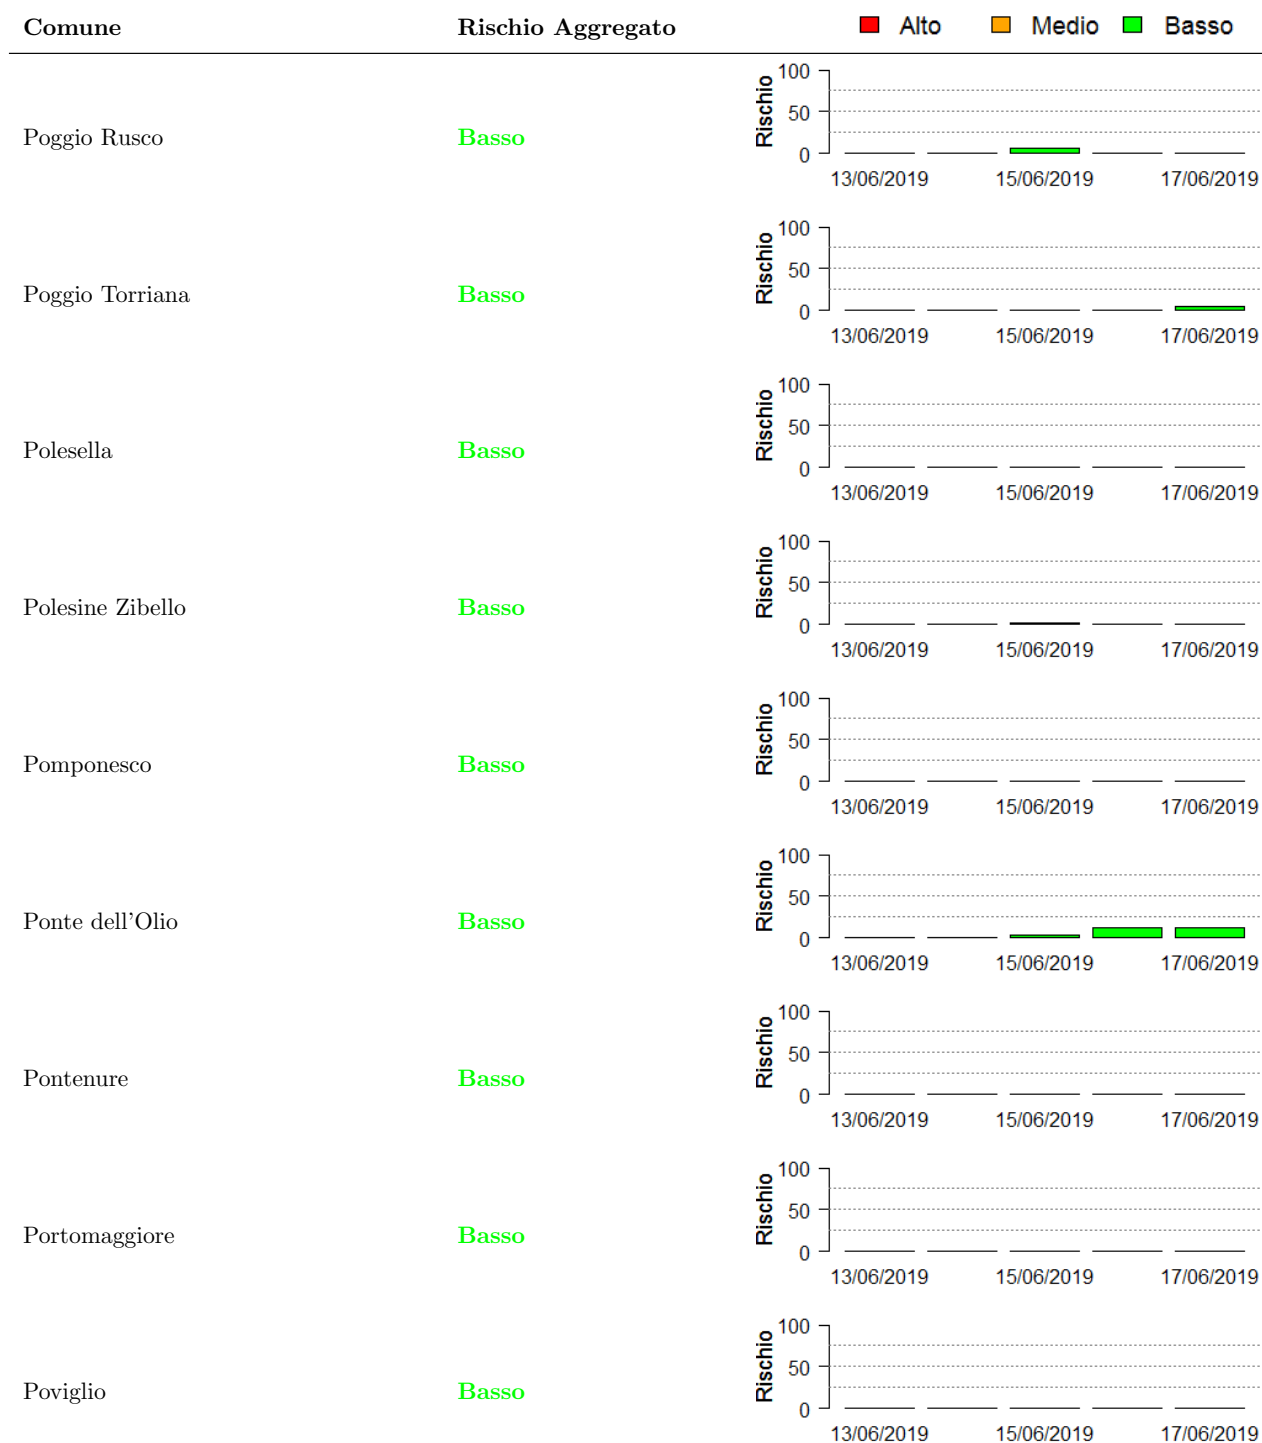 Comune Rischio Aggregato Alto Medio Basso
100
Rischio
50
Poggio Rusco Basso
0
13/06/2019 15/06/2019 17/06/2019
100
Rischio
50
Poggio Torriana Basso
0
13/06/2019 15/06/2019 17/06/2019
100
Rischio
50
Polesella Basso
0
13/06/2019 15/06/2019 17/06/2019
100
Rischio
50
Polesine Zibello Basso
0
13/06/2019 15/06/2019 17/06/2019
100
Rischio
50
Pomponesco Basso
0
13/06/2019 15/06/2019 17/06/2019
100
Rischio
50
Ponte dell'Olio Basso
0
13/06/2019 15/06/2019 17/06/2019
100
Rischio
50
Pontenure Basso
0
13/06/2019 15/06/2019 17/06/2019
100
Rischio
50
Portomaggiore Basso
0
13/06/2019 15/06/2019 17/06/2019
100
Rischio
50
Poviglio Basso
0
13/06/2019 15/06/2019 17/06/2019